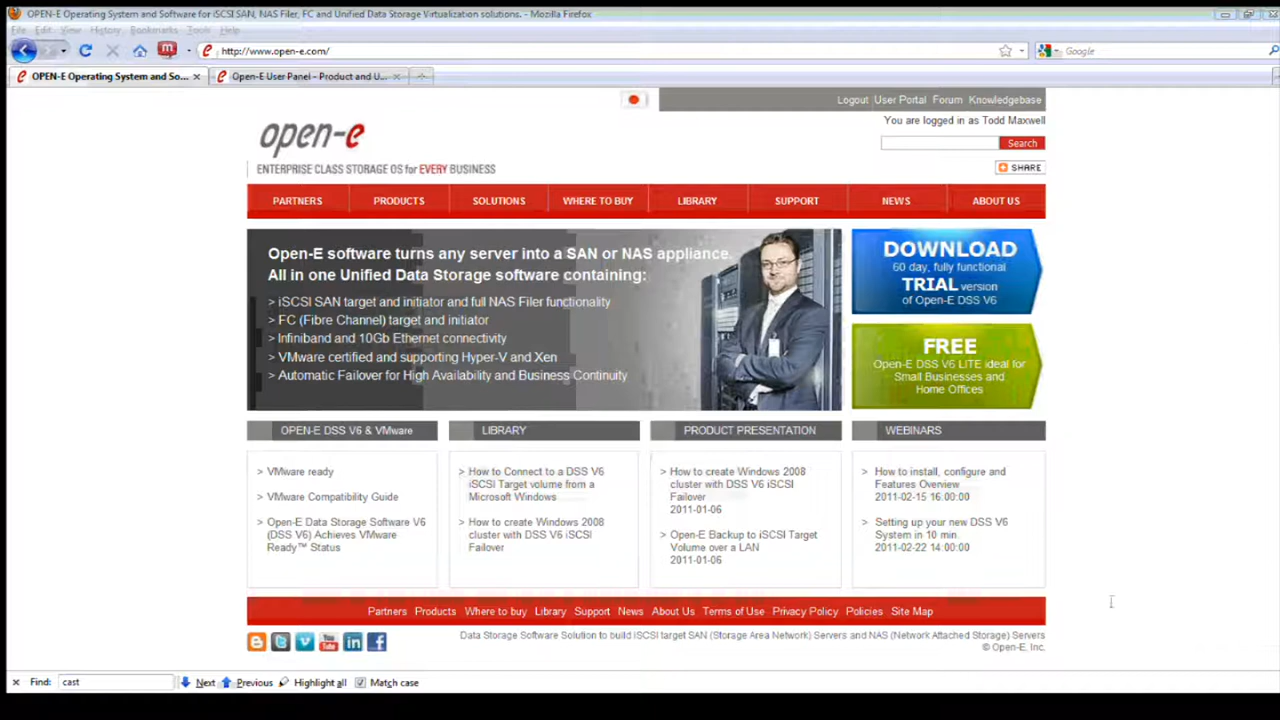 OPEN-E Operating System and Software for iSCSI SAN, NAS Filer, FC and Unified Data Storage Virtualization solutions. - Mozilla Firefox
File Edit View History Bookmarks Tools Help
http://www.open-e.com/
Google
OPEN-E Operating System and So...
Open-E User Panel - Product and U...
Logout User Portal Forum Knowledgebase
You are logged in as Todd Maxwell
open-e
Search
ENTERPRISE CLASS STORAGE OS for EVERY BUSINESS
SHARE
PARTNERS PRODUCTS SOLUTIONS WHERE TO BUY LIBRARY SUPPORT NEWS ABOUT US
Open-E software turns any server into a SAN or NAS appliance.
All in one Unified Data Storage software containing:
> iSCSI SAN target and initiator and full NAS Filer functionality
> FC (Fibre Channel) target and initiator
> Infiniband and 10Gb Ethernet connectivity
> VMware certified and supporting Hyper-V and Xen
> Automatic Failover for High Availability and Business Continuity
DOWNLOAD
60 day, fully functional
TRIAL version
of Open-E DSS V6
FREE
Open-E DSS V6 LITE ideal for
Small Businesses and
Home Offices
OPEN-E DSS V6 & VMware
> VMware ready
> VMware Compatibility Guide
> Open-E Data Storage Software V6
(DSS V6) Achieves VMware
Ready™ Status
LIBRARY
> How to Connect to a DSS V6
iSCSI Target volume from a
Microsoft Windows
> How to create Windows 2008
cluster with DSS V6 iSCSI
Failover
PRODUCT PRESENTATION
> How to create Windows 2008
cluster with DSS V6 iSCSI
Failover
2011-01-06
> Open-E Backup to iSCSI Target
Volume over a LAN
2011-01-06
WEBINARS
> How to install, configure and
Features Overview
2011-02-15 16:00:00
> Setting up your new DSS V6
System in 10 min.
2011-02-22 14:00:00
Partners Products Where to buy Library Support News About Us Terms of Use Privacy Policy Policies Site Map
Data Storage Software Solution to build iSCSI target SAN (Storage Area Network) Servers and NAS (Network Attached Storage) Servers
© Open-E, Inc.
Find: cast Next Previous Highlight all Match case